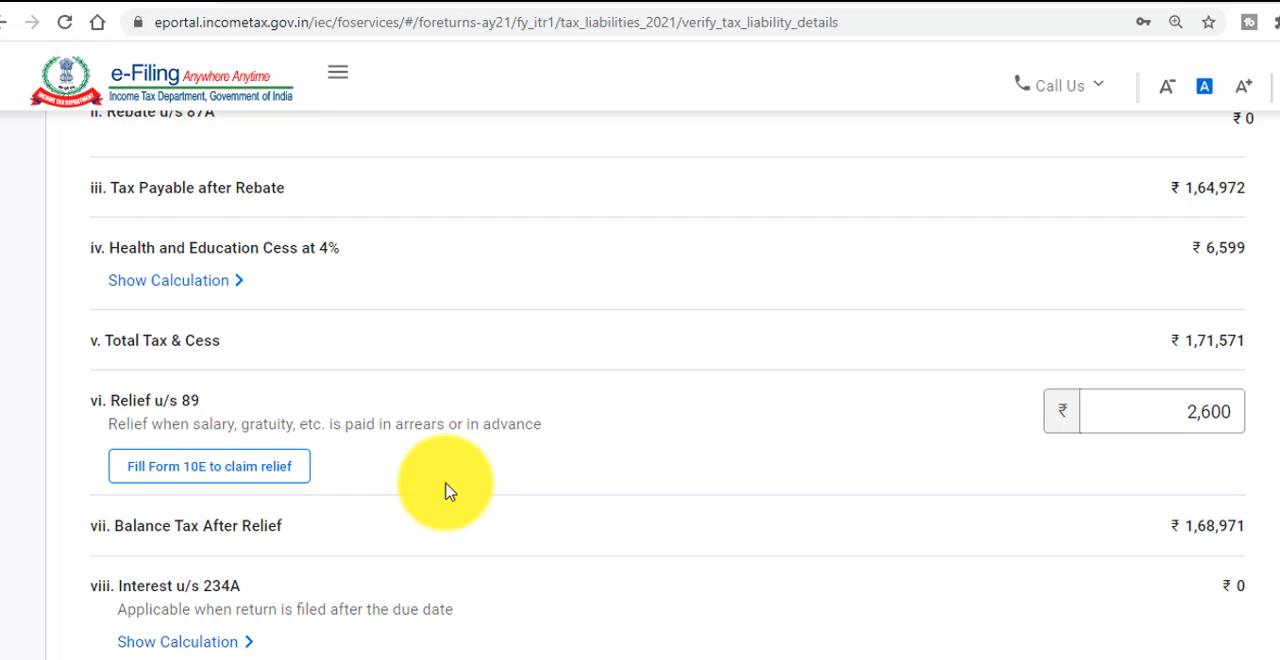 eportal.incometax.gov.in/iec/foservices/#/foreturns-ay21/fy_itr1/tax_liabilities_2021/verify_tax_liability_details
e-Filing Anywhere Anytime
Income Tax Department, Government of India
Call Us
A- A A+
ii. Rebate u/s 87A ₹ 0
iii. Tax Payable after Rebate ₹ 1,64,972
iv. Health and Education Cess at 4% ₹ 6,599
Show Calculation
v. Total Tax & Cess ₹ 1,71,571
vi. Relief u/s 89 ₹ 2,600
Relief when salary, gratuity, etc. is paid in arrears or in advance
Fill Form 10E to claim relief
vii. Balance Tax After Relief ₹ 1,68,971
viii. Interest u/s 234A ₹ 0
Applicable when return is filed after the due date
Show Calculation